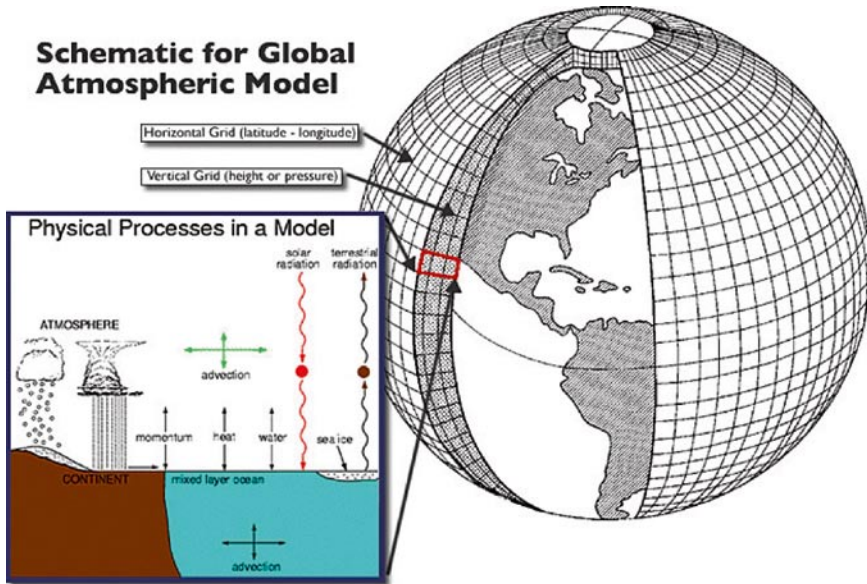 Schematic for Global
Atmospheric Model
Horizontal Grid (latitude - longitude)
Vertical Grid (height or pressure)
Physical Processes in a Model
solar
radiation
terrestrial
radiation
ATMOSPHERE
advection
momentum
heat
water
sea ice
CONTINENT
mixed layer ocean
advection